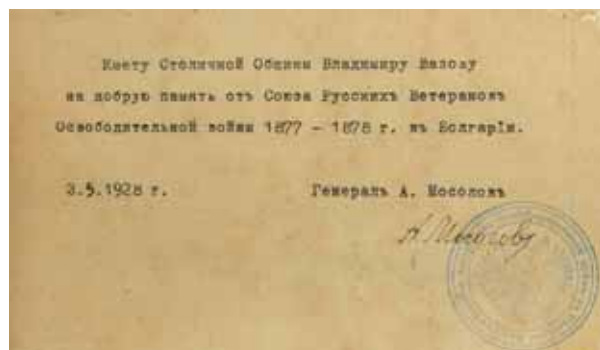 Кмету Столичной Общины Владимиру Вазову
на добрую память отъ Союза Русскихъ Ветерановъ
Освободительной войны 1877 - 1878 г. въ Болгаріи.
3.5.1928 г.
Генералъ А. Мосоловъ
А. Мосоловъ